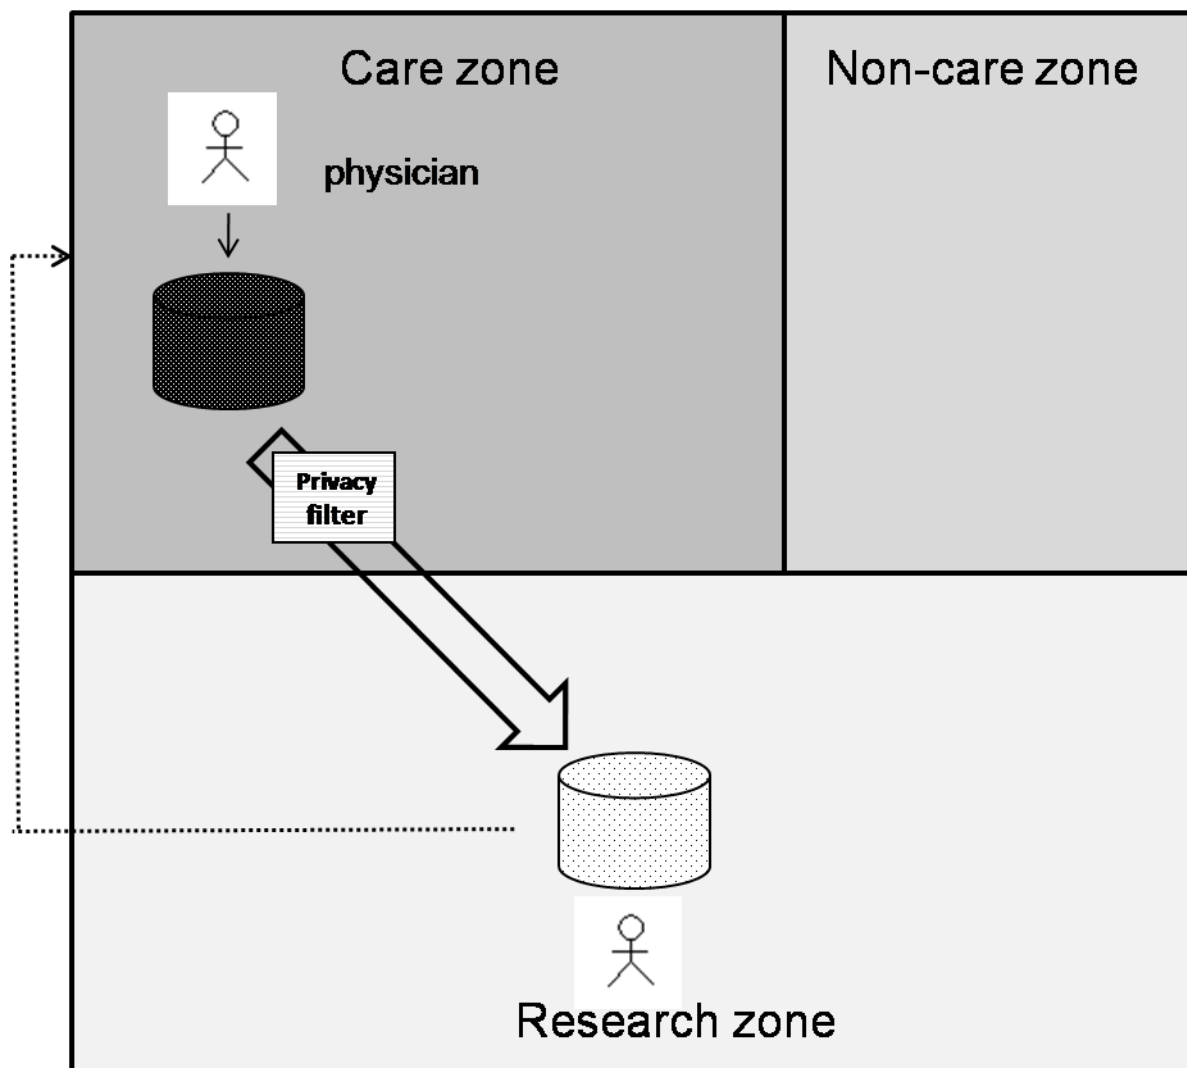 Care zone
Non-care zone
physician
Privacy
filter
Research zone